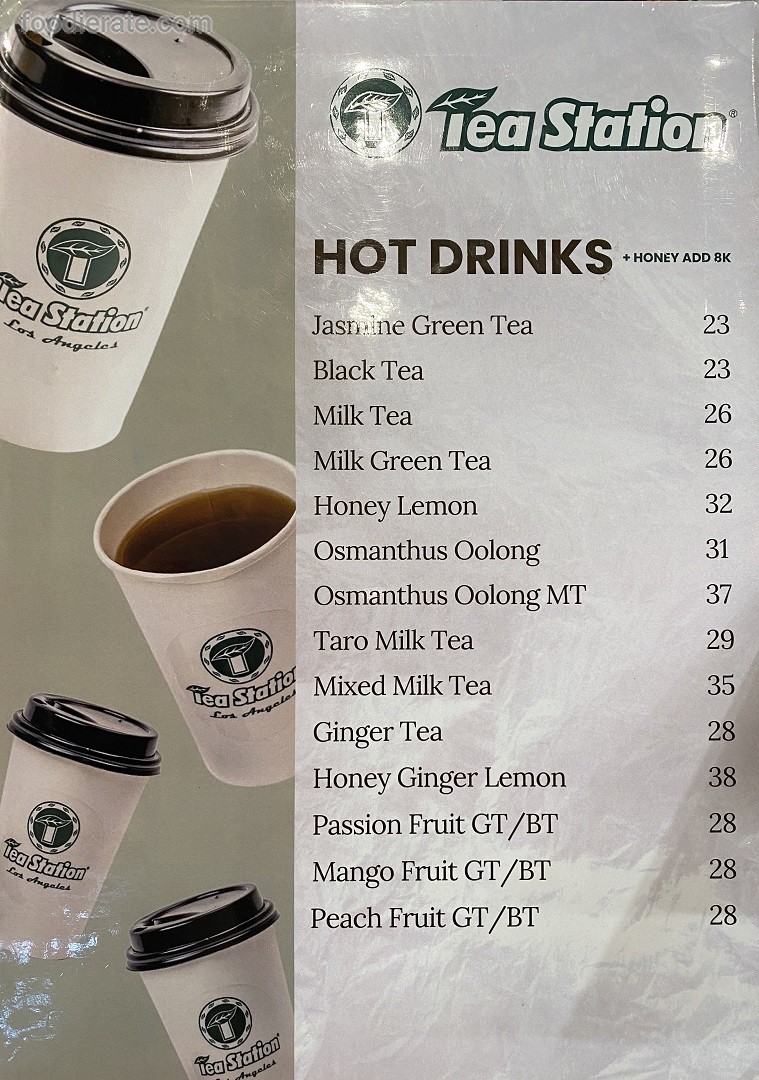 foodierate.com
Tea Station®
HOT DRINKS + HONEY ADD 8K
Jasmine Green Tea 23
Black Tea 23
Milk Tea 26
Milk Green Tea 26
Honey Lemon 32
Osmanthus Oolong 31
Osmanthus Oolong MT 37
Taro Milk Tea 29
Mixed Milk Tea 35
Ginger Tea 28
Honey Ginger Lemon 38
Passion Fruit GT/BT 28
Mango Fruit GT/BT 28
Peach Fruit GT/BT 28
Tea Station
Los Angeles
Tea Station
Los Angeles
Tea Station
Los Angeles
Tea Station
Angeles